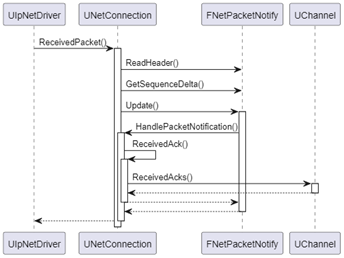 UIpNetDriver UNetConnection FNetPacketNotify UChannel
ReceivedPacket()
ReadHeader()
GetSequenceDelta()
Update()
HandlePacketNotification()
ReceivedAck()
ReceivedAcks()
UIpNetDriver UNetConnection FNetPacketNotify UChannel